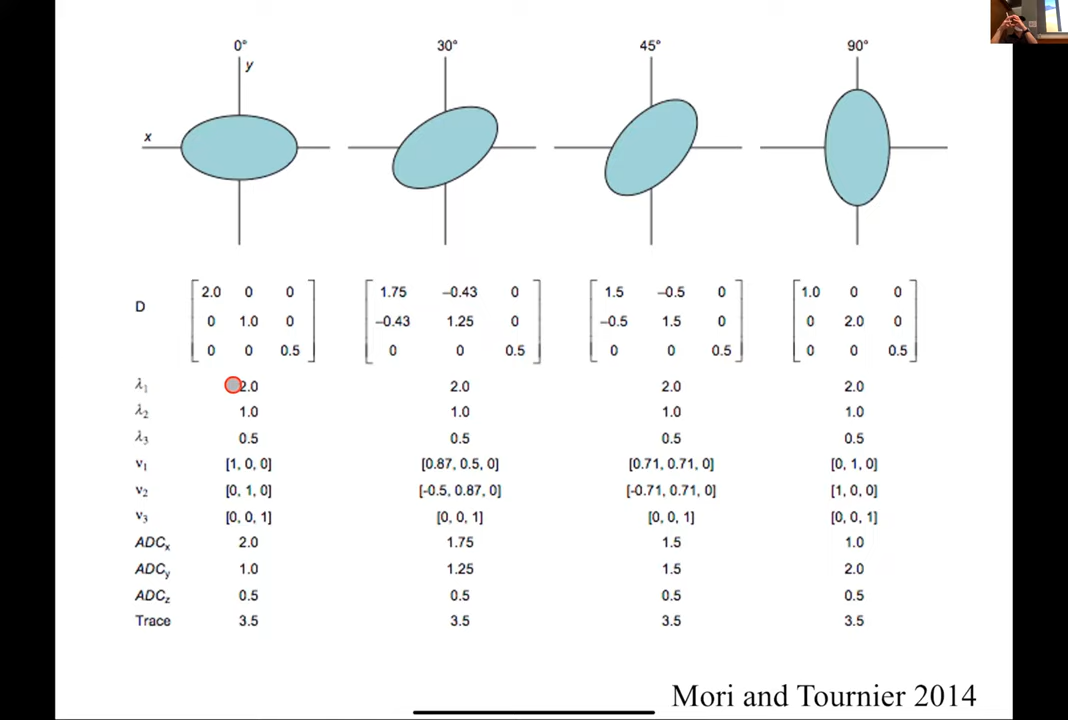 0° 30° 45° 90°
y
x
D
2.0 0 0
0 1.0 0
0 0 0.5
1.75 –0.43 0
–0.43 1.25 0
0 0 0.5
1.5 –0.5 0
–0.5 1.5 0
0 0 0.5
1.0 0 0
0 2.0 0
0 0 0.5
λ1 2.0 2.0 2.0 2.0
λ2 1.0 1.0 1.0 1.0
λ3 0.5 0.5 0.5 0.5
v1 [1, 0, 0] [0.87, 0.5, 0] [0.71, 0.71, 0] [0, 1, 0]
v2 [0, 1, 0] [-0.5, 0.87, 0] [-0.71, 0.71, 0] [1, 0, 0]
v3 [0, 0, 1] [0, 0, 1] [0, 0, 1] [0, 0, 1]
ADCx 2.0 1.75 1.5 1.0
ADCy 1.0 1.25 1.5 2.0
ADCz 0.5 0.5 0.5 0.5
Trace 3.5 3.5 3.5 3.5
Mori and Tournier 2014